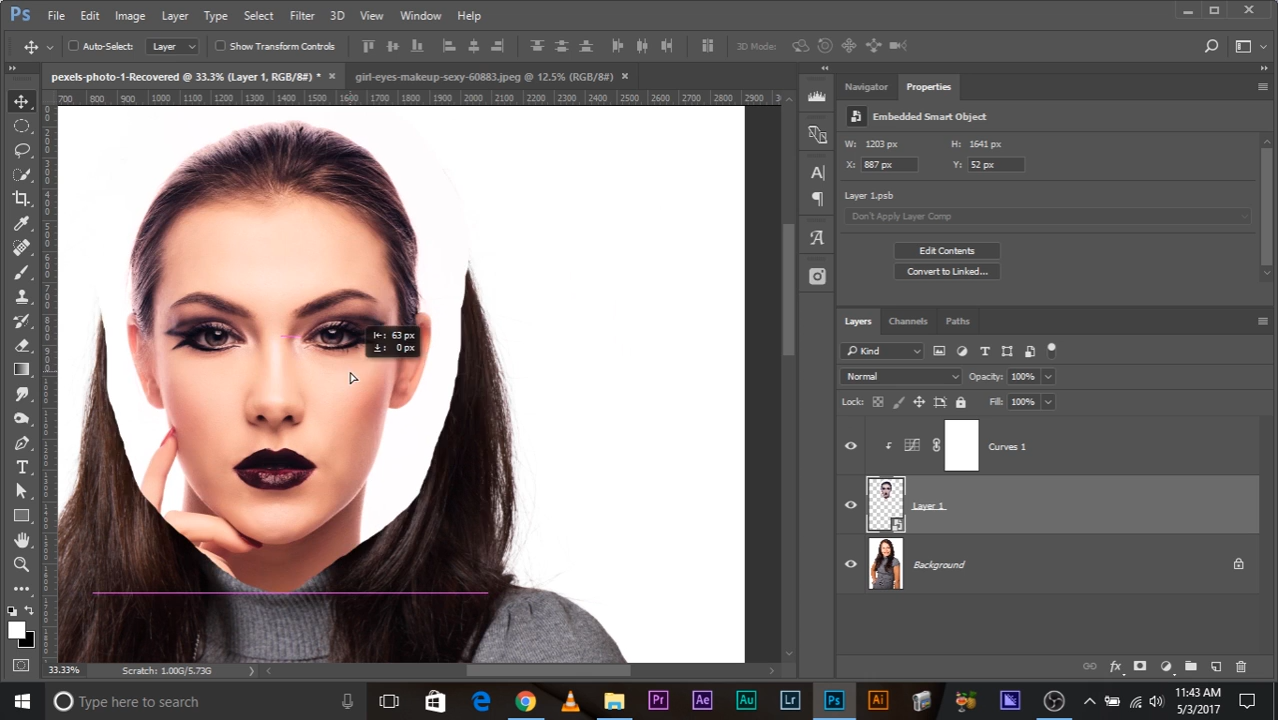 Ps File Edit Image Layer Type Select Filter 3D View Window Help
Auto-Select: Layer Show Transform Controls 3D Mode:
pexels-photo-1-Recovered @ 33.3% (Layer 1, RGB/8#) * × girl-eyes-makeup-sexy-60883.jpeg @ 12.5% (RGB/8#) ×
700 800 900 1000 1100 1200 1300 1400 1500 1600 1700 1800 1900 2000 2100 2200 2300 2400 2500 2600 2700 2800 2900
Navigator Properties
Embedded Smart Object
W: 1203 px H: 1641 px
X: 887 px Y: 52 px
Layer 1.psb
Don't Apply Layer Comp
Edit Contents
Convert to Linked...
63 px
0 px
Layers Channels Paths
Kind
Normal Opacity: 100%
Lock: Fill: 100%
Curves 1
Layer 1
Background
33.33% Scratch: 1.00G/5.73G
Type here to search
Pr Ae Au Lr Ps Ai
11:43 AM
5/3/2017